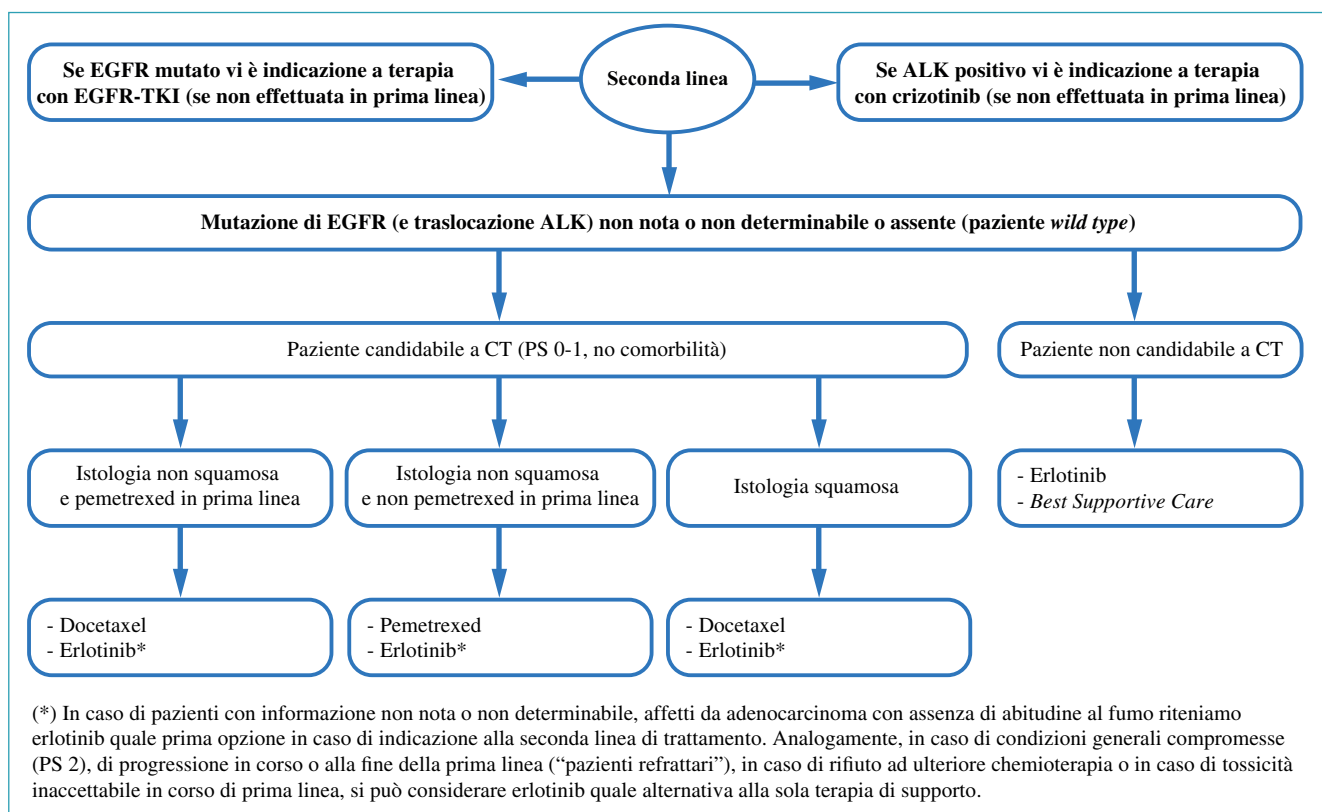 Se EGFR mutato vi è indicazione a terapia
con EGFR-TKI (se non effettuata in prima linea)
Seconda linea
Se ALK positivo vi è indicazione a terapia
con crizotinib (se non effettuata in prima linea)
Mutazione di EGFR (e traslocazione ALK) non nota o non determinabile o assente (paziente wild type)
Paziente candidabile a CT (PS 0-1, no comorbilità)
Paziente non candidabile a CT
Istologia non squamosa
e pemetrexed in prima linea
Istologia non squamosa
e non pemetrexed in prima linea
Istologia squamosa
- Erlotinib
- Best Supportive Care
- Docetaxel
- Erlotinib*
- Pemetrexed
- Erlotinib*
- Docetaxel
- Erlotinib*
(*) In caso di pazienti con informazione non nota o non determinabile, affetti da adenocarcinoma con assenza di abitudine al fumo riteniamo
erlotinib quale prima opzione in caso di indicazione alla seconda linea di trattamento. Analogamente, in caso di condizioni generali compromesse
(PS 2), di progressione in corso o alla fine della prima linea (“pazienti refrattari”), in caso di rifiuto ad ulteriore chemioterapia o in caso di tossicità
inaccettabile in corso di prima linea, si può considerare erlotinib quale alternativa alla sola terapia di supporto.